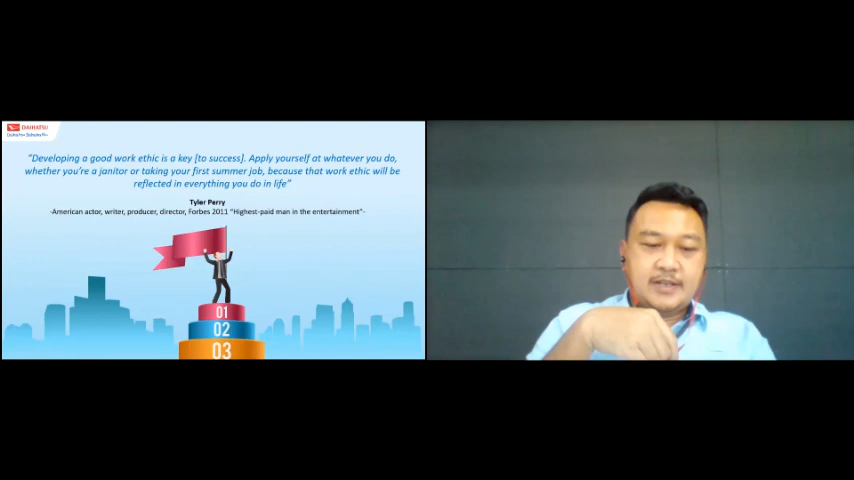 DAIHATSU
"Developing a good work ethic is a key [to success]. Apply yourself at whatever you do,
whether you're a janitor or taking your first summer job, because that work ethic will be
reflected in everything you do in life"
Tyler Perry
-American actor, writer, producer, director, Forbes 2011 "Highest-paid man in the entertainment"-
01
02
03